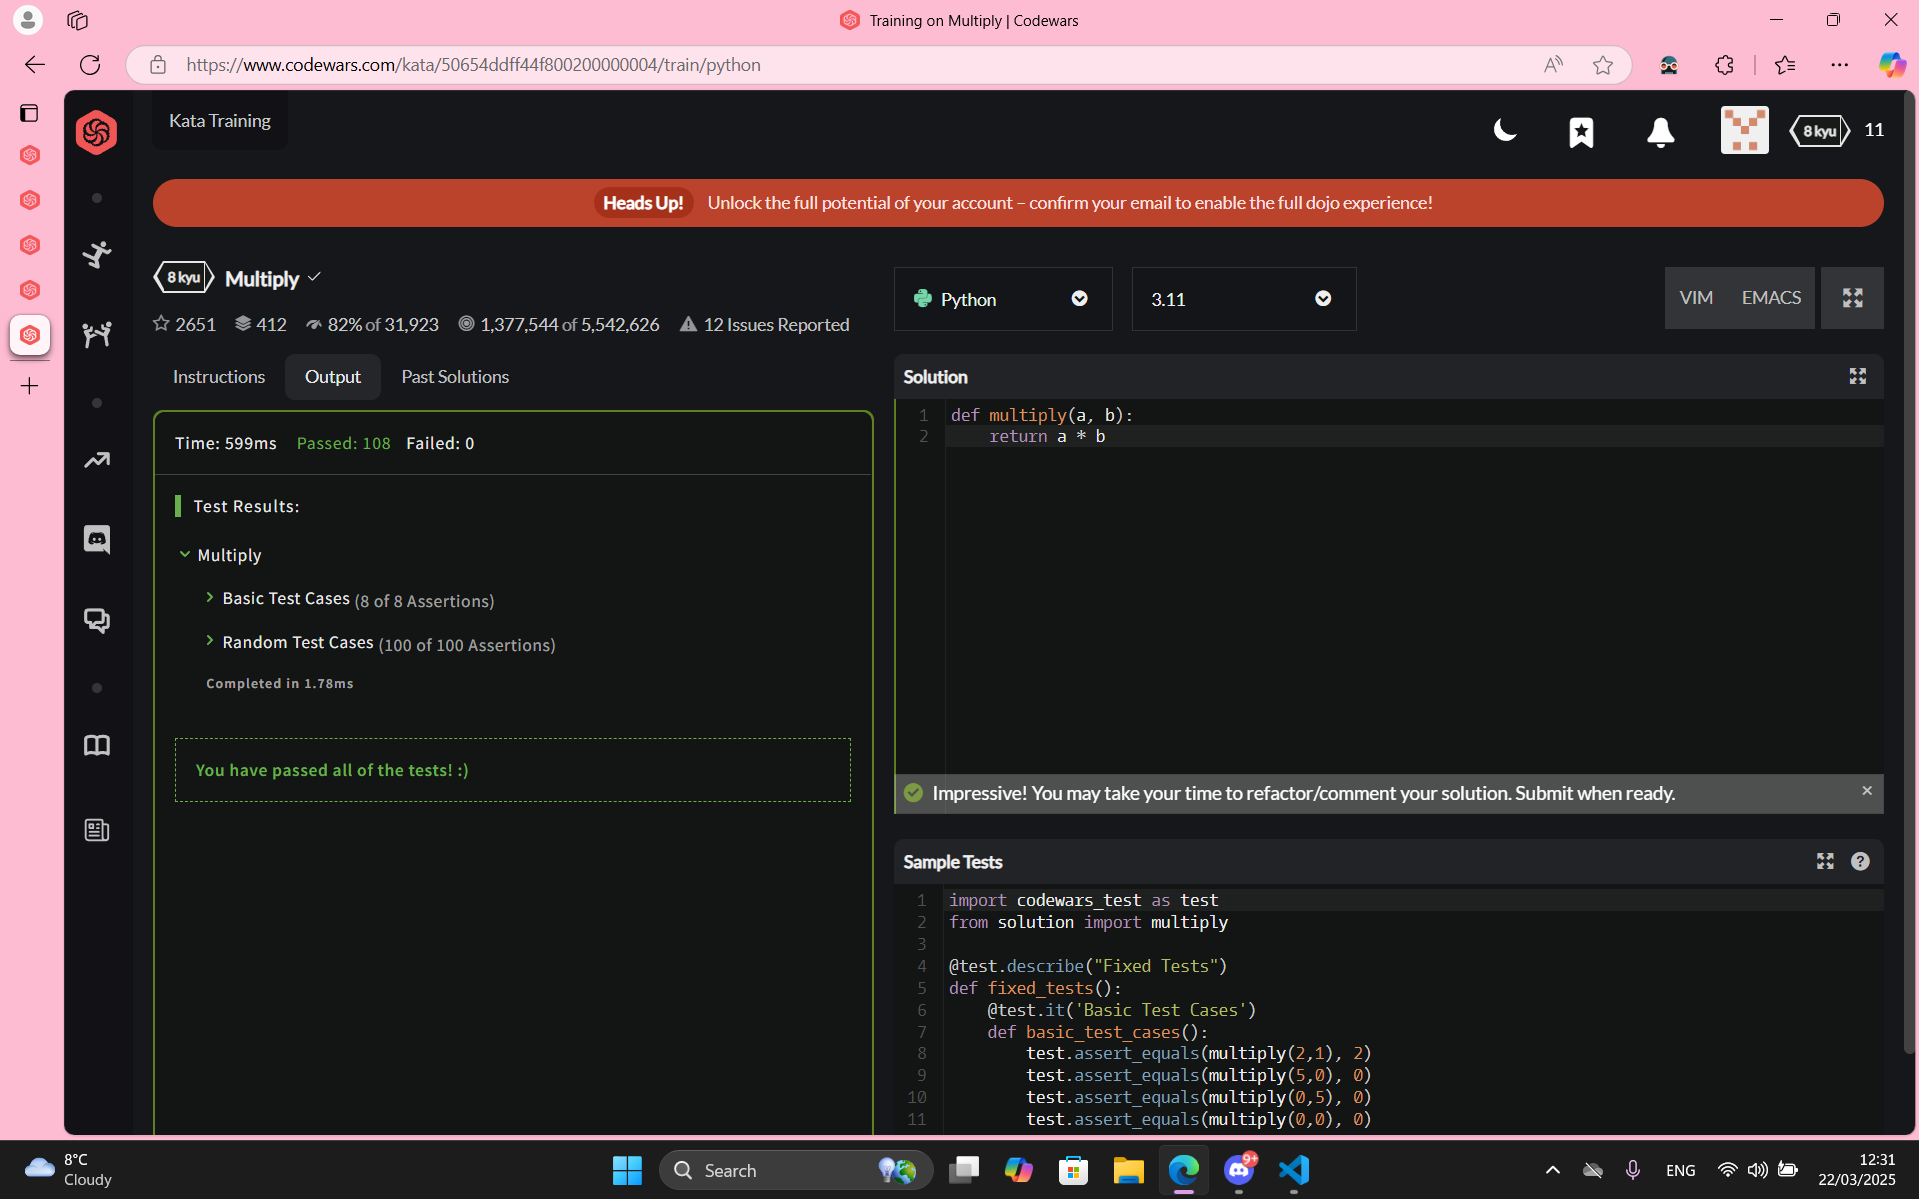 Training on Multiply | Codewars
https://www.codewars.com/kata/50654ddff44f800200000004/train/python
Kata Training
8 kyu 11
Heads Up! Unlock the full potential of your account – confirm your email to enable the full dojo experience!
8 kyu Multiply
2651 412 82% of 31,923 1,377,544 of 5,542,626 12 Issues Reported
Python 3.11 VIM EMACS
Instructions Output Past Solutions
Time: 599ms Passed: 108 Failed: 0
Test Results:
Multiply
Basic Test Cases (8 of 8 Assertions)
Random Test Cases (100 of 100 Assertions)
Completed in 1.78ms
You have passed all of the tests! :)
Solution
1 def multiply(a, b):
2     return a * b
Impressive! You may take your time to refactor/comment your solution. Submit when ready.
Sample Tests
1 import codewars_test as test
2 from solution import multiply
3
4 @test.describe("Fixed Tests")
5 def fixed_tests():
6     @test.it('Basic Test Cases')
7     def basic_test_cases():
8         test.assert_equals(multiply(2,1), 2)
9         test.assert_equals(multiply(5,0), 0)
10         test.assert_equals(multiply(0,5), 0)
11         test.assert_equals(multiply(0,0), 0)
8°C
Cloudy
Search
9+
ENG
12:31
22/03/2025